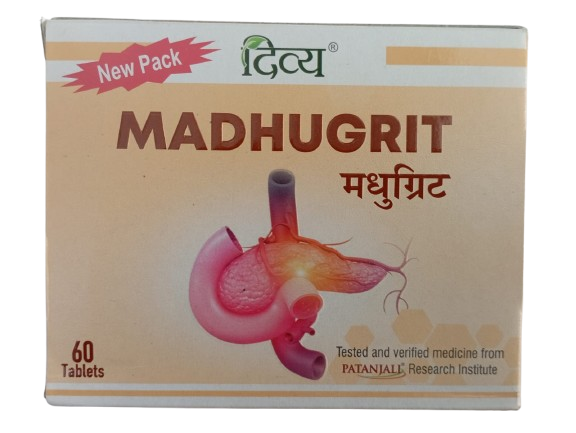 New Pack
दिव्य®
MADHUGRIT
मधुग्रिट
60
Tablets
Tested and verified medicine from
PATANJALI® Research Institute